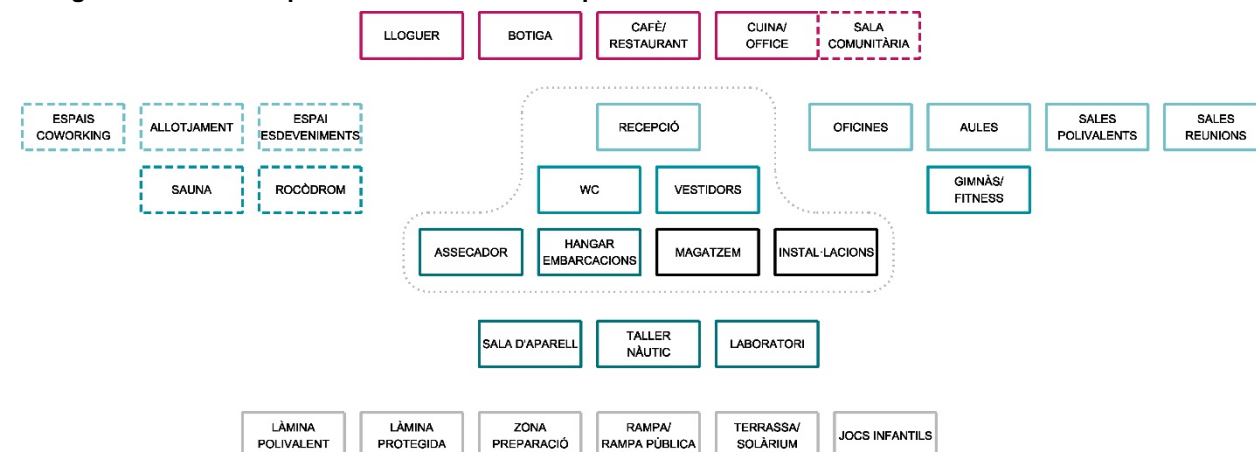 LLOGUER
BOTIGA
CAFÈ/
RESTAURANT
CUINA/
OFFICE
SALA
COMUNITÀRIA
ESPAIS
COWORKING
ALLOTJAMENT
ESPAI
ESDEVENIMENTS
RECEPCIÓ
OFICINES
AULES
SALES
POLIVALENTS
SALES
REUNIONS
SAUNA
ROCÒDROM
WC
VESTIDORS
GIMNÀS/
FITNESS
ASSECADOR
HANGAR
EMBARCACIONS
MAGATZEM
INSTAL·LACIONS
SALA D'APARELL
TALLER
NÀUTIC
LABORATORI
LÀMINA
POLIVALENT
LÀMINA
PROTEGIDA
ZONA
PREPARACIÓ
RAMPA/
RAMPA PÚBLICA
TERRASSA/
SOLÀRIUM
JOCS INFANTILS